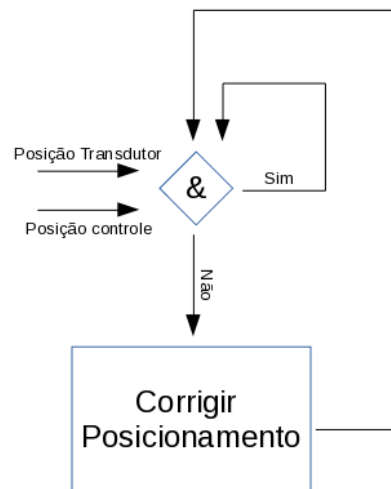 Posição Transdutor
&
Sim
Posição controle
Não
Corrigir
Posicionamento